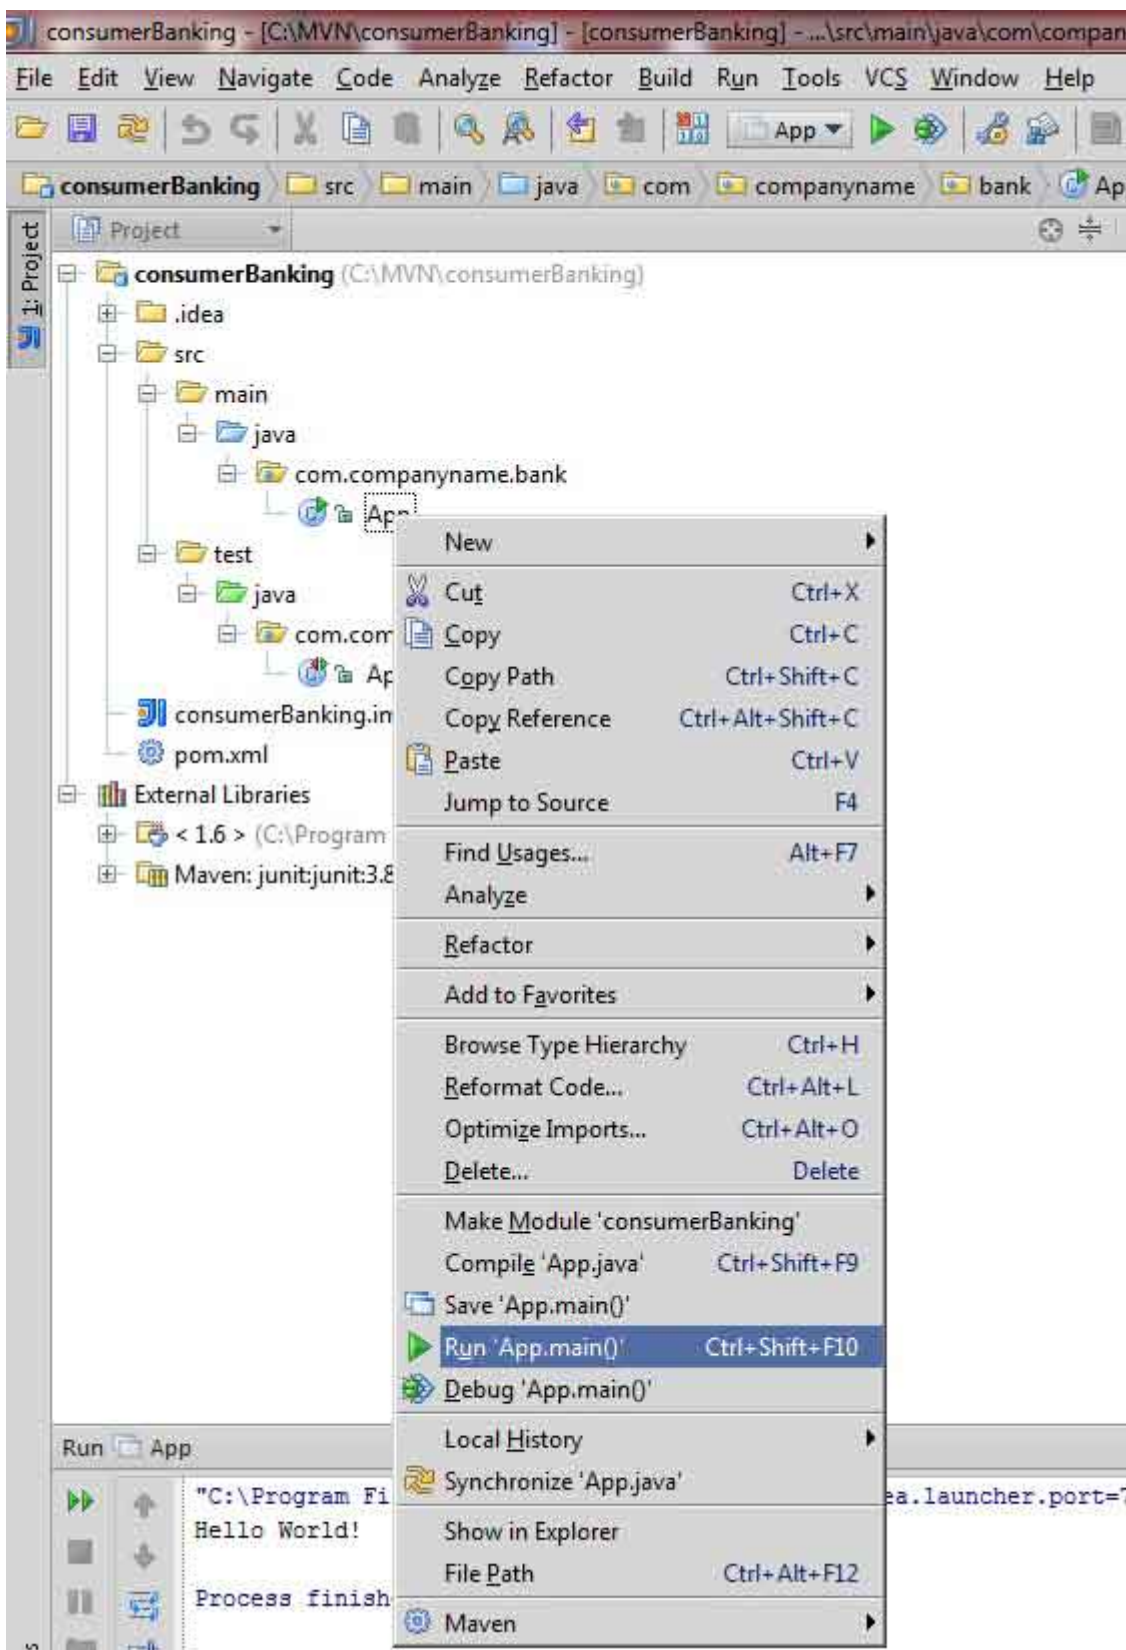 consumerBanking - [C:\MVN\consumerBanking] - [consumerBanking] - ...\src\main\java\com\compan
File Edit View Navigate Code Analyze Refactor Build Run Tools VCS Window Help
App
consumerBanking src main java com companyname bank Ap
1: Project
Project
consumerBanking (C:\MVN\consumerBanking)
.idea
src
main
java
com.companyname.bank
App
test
java
com.com
Ap
consumerBanking.im
pom.xml
External Libraries
< 1.6 > (C:\Program
Maven: junit:junit:3.8
New
Cut Ctrl+X
Copy Ctrl+C
Copy Path Ctrl+Shift+C
Copy Reference Ctrl+Alt+Shift+C
Paste Ctrl+V
Jump to Source F4
Find Usages... Alt+F7
Analyze
Refactor
Add to Favorites
Browse Type Hierarchy Ctrl+H
Reformat Code... Ctrl+Alt+L
Optimize Imports... Ctrl+Alt+O
Delete... Delete
Make Module 'consumerBanking'
Compile 'App.java' Ctrl+Shift+F9
Save 'App.main()'
Run 'App.main()' Ctrl+Shift+F10
Debug 'App.main()'
Local History
Synchronize 'App.java'
Show in Explorer
File Path Ctrl+Alt+F12
Maven
Run App
"C:\Program Fi ea.launcher.port=7
Hello World!
Process finish